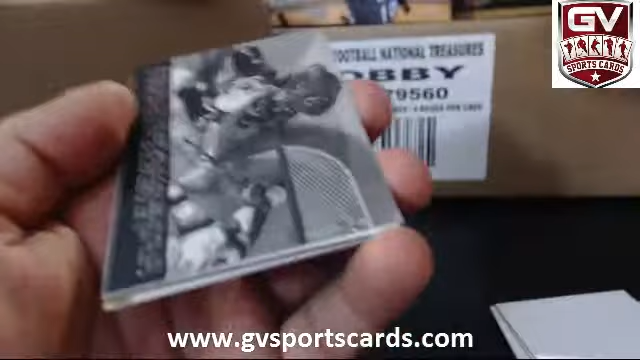 GV
SPORTS CARDS
FOOTBALL NATIONAL TREASURES
OBBY
79560
www.gvsportscards.com